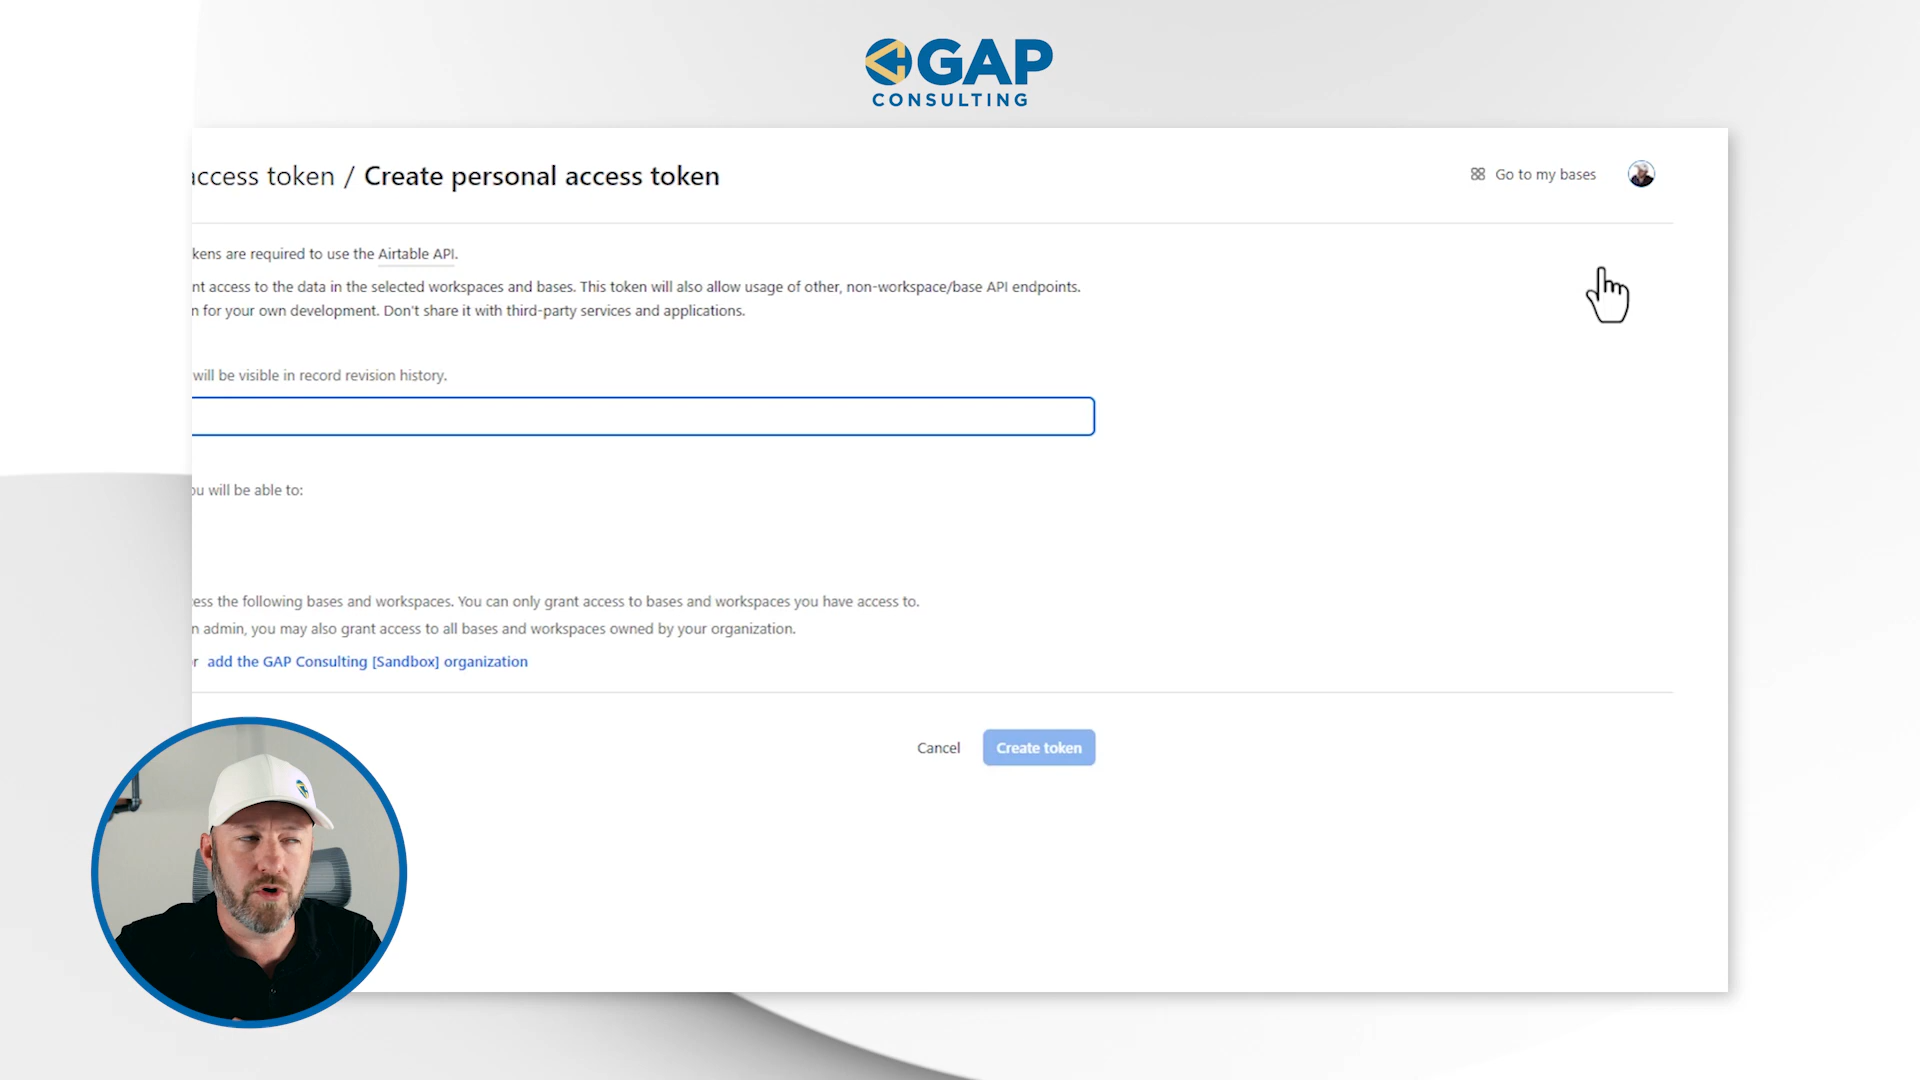 GAP
CONSULTING
access token / Create personal access token
Go to my bases
kens are required to use the Airtable API.
nt access to the data in the selected workspaces and bases. This token will also allow usage of other, non-workspace/base API endpoints.
n for your own development. Don't share it with third-party services and applications.
will be visible in record revision history.
ou will be able to:
ess the following bases and workspaces. You can only grant access to bases and workspaces you have access to.
n admin, you may also grant access to all bases and workspaces owned by your organization.
r add the GAP Consulting [Sandbox] organization
Cancel
Create token